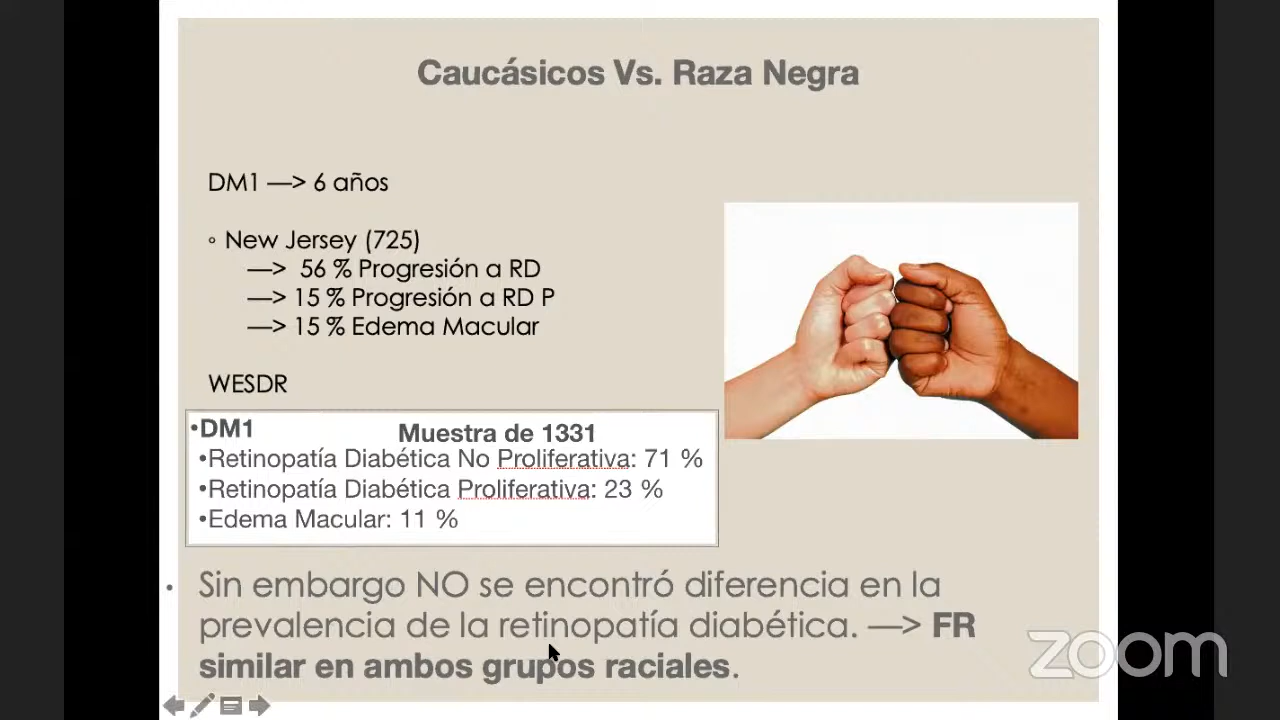 Caucásicos Vs. Raza Negra
DM1 —> 6 años
◦ New Jersey (725)
—> 56 % Progresión a RD
—> 15 % Progresión a RD P
—> 15 % Edema Macular
WESDR
•DM1
Muestra de 1331
•Retinopatía Diabética No Proliferativa: 71 %
•Retinopatía Diabética Proliferativa: 23 %
•Edema Macular: 11 %
• Sin embargo NO se encontró diferencia en la
prevalencia de la retinopatía diabética. —> FR
similar en ambos grupos raciales.
zoom